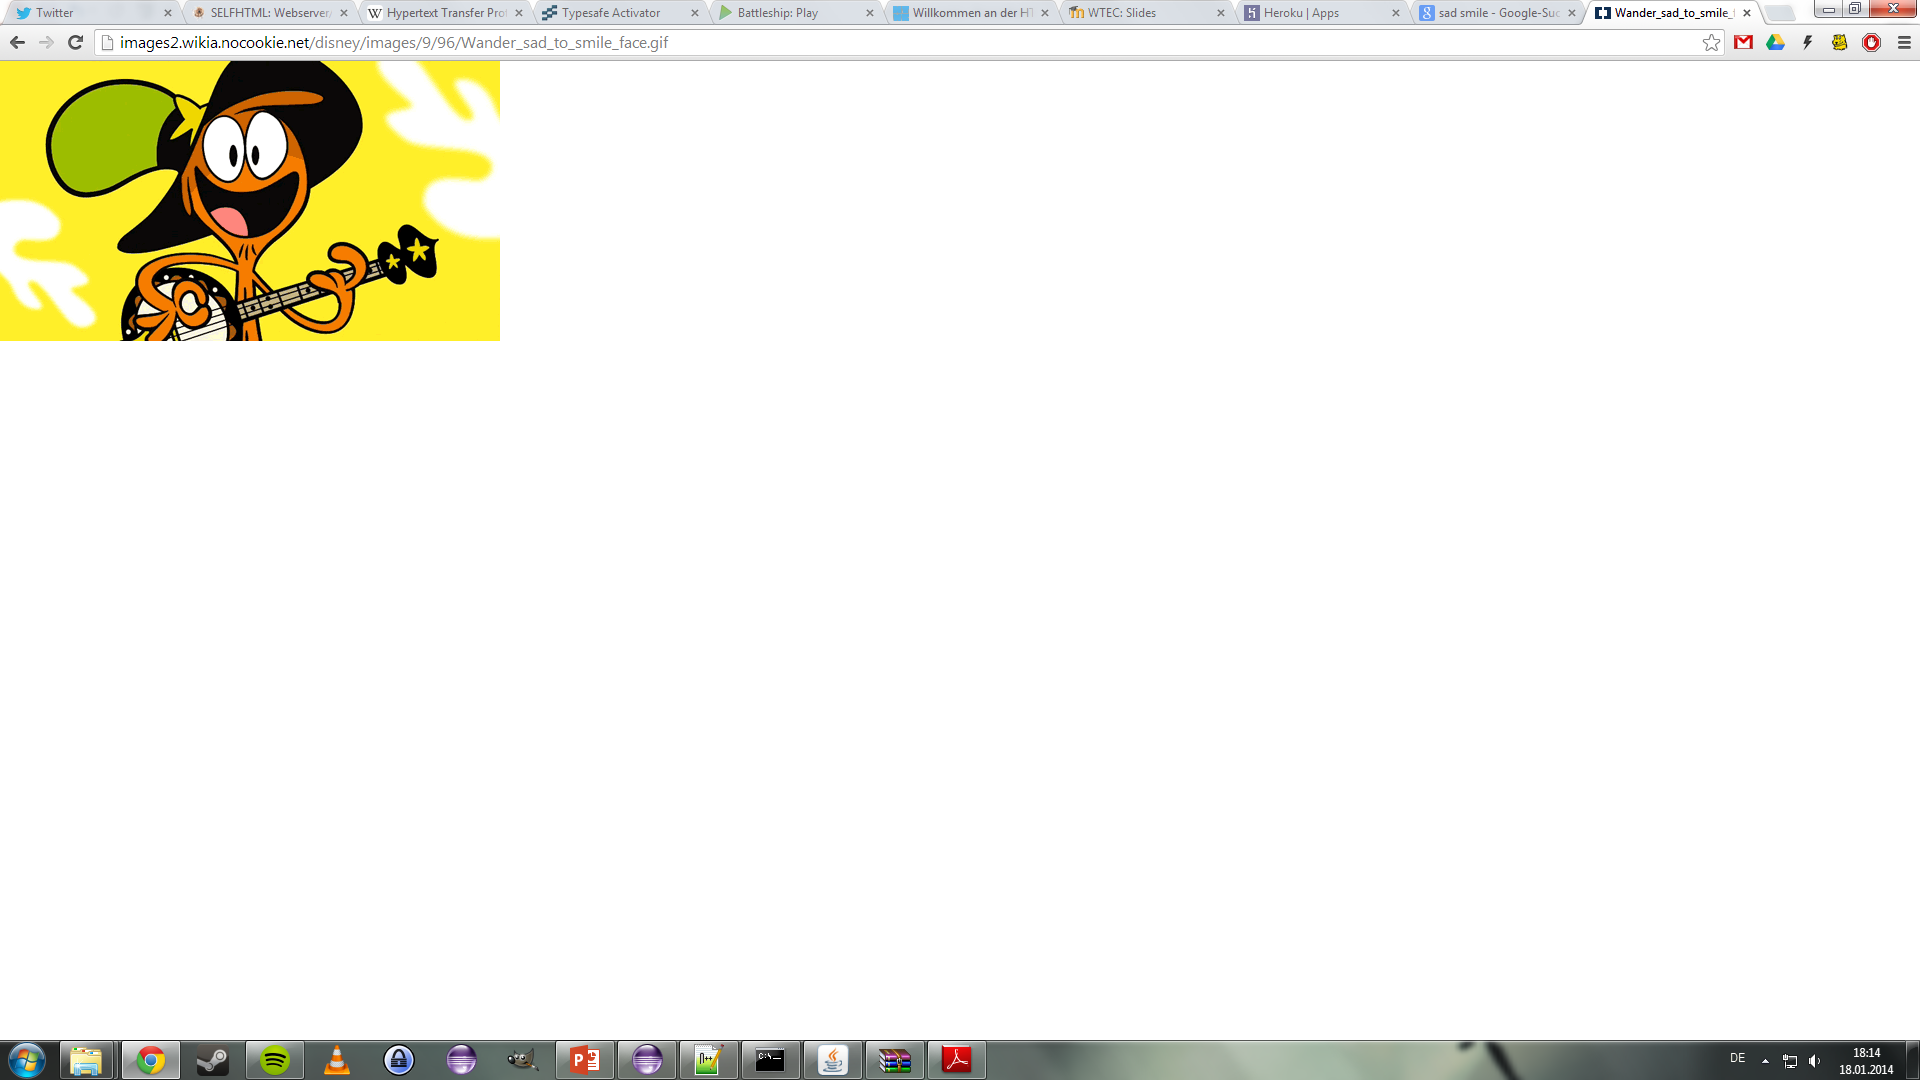 Twitter
SELFHTML: Webserver/
Hypertext Transfer Pro
Typesafe Activator
Battleship: Play
Willkommen an der HT
WTEC: Slides
Heroku | Apps
sad smile - Google-Suc
Wander_sad_to_smile_
images2.wikia.nocookie.net/disney/images/9/96/Wander_sad_to_smile_face.gif
DE
18:14
18.01.2014